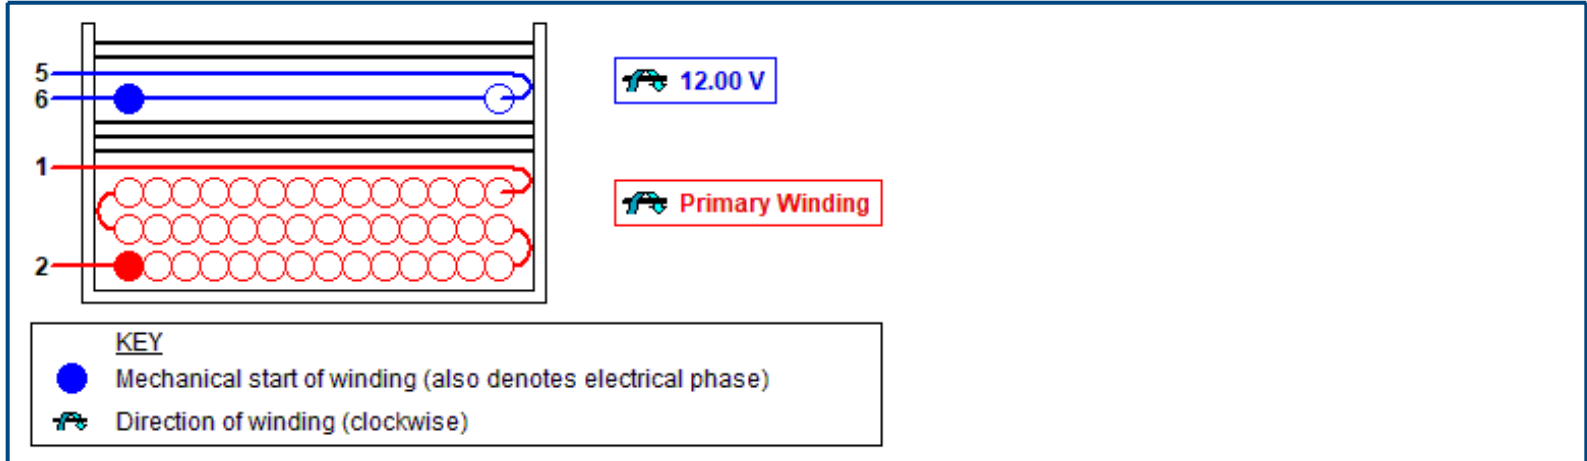 5
6
12.00 V
1
Primary Winding
2
KEY
Mechanical start of winding (also denotes electrical phase)
Direction of winding (clockwise)